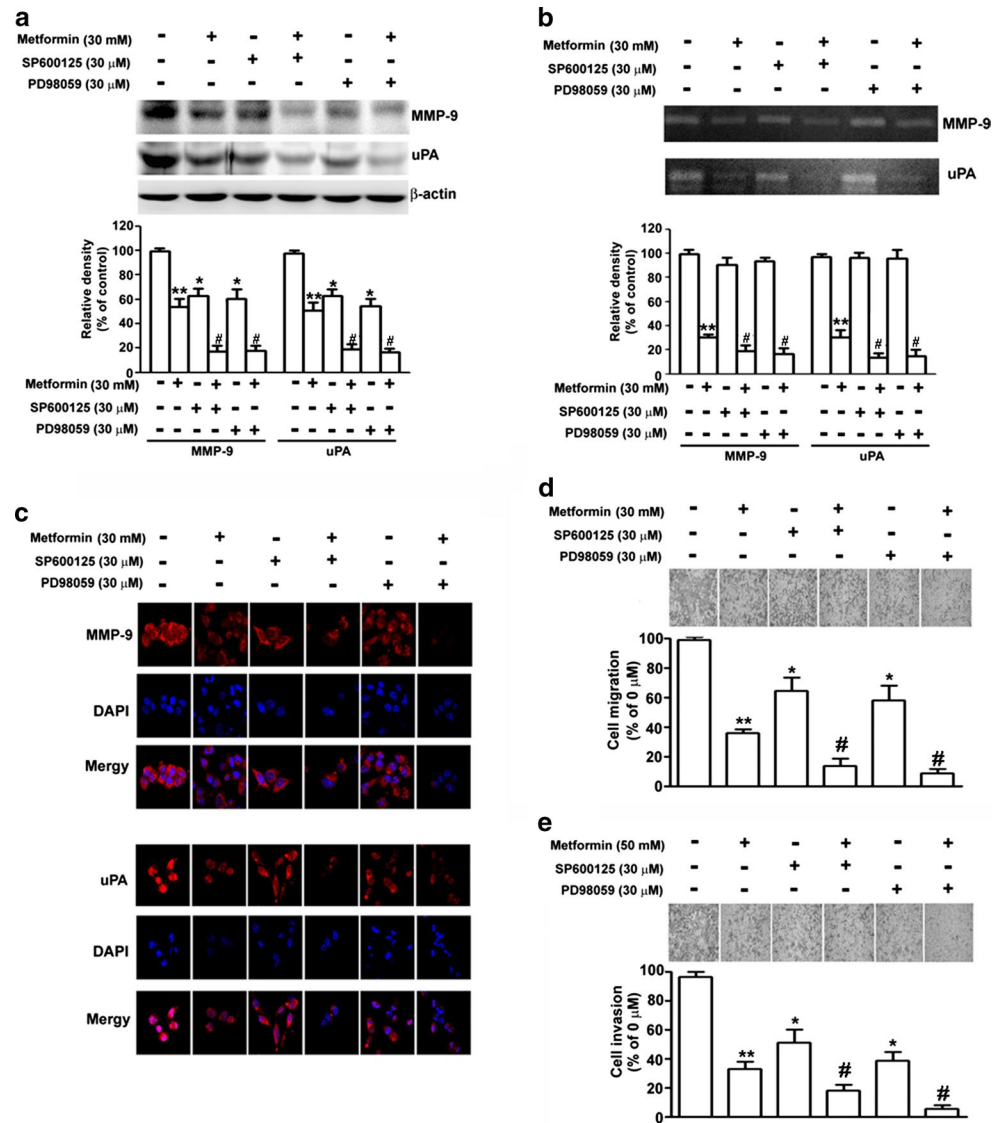 a
Metformin (30 mM) - + - + - +
SP600125 (30 μM) - - + + - -
PD98059 (30 μM) - - - - + +
MMP-9
uPA
β-actin
Relative density
(% of control)
120
100
80
60
40
20
0
** * # * # ** * # * #
Metformin (30 mM) - + - + - + - + - + - +
SP600125 (30 μM) - - + + - - - - + + - -
PD98059 (30 μM) - - - - + + - - - - + +
MMP-9 uPA
b
Metformin (30 mM) - + - + - +
SP600125 (30 μM) - - + + - -
PD98059 (30 μM) - - - - + +
MMP-9
uPA
Relative density
(% of control)
120
100
80
60
40
20
0
** # # ** # #
Metformin (30 mM) - + - + - + - + - + - +
SP600125 (30 μM) - - + + - - - - + + - -
PD98059 (30 μM) - - - - + + - - - - + +
MMP-9 uPA
c
Metformin (30 mM) - + - + - +
SP600125 (30 μM) - - + + - -
PD98059 (30 μM) - - - - + +
MMP-9
DAPI
Mergy
uPA
DAPI
Mergy
d
Metformin (30 mM) - + - + - +
SP600125 (30 μM) - - + + - -
PD98059 (30 μM) - - - - + +
Cell migration
(% of 0 μM)
100
80
60
40
20
0
** * # * #
e
Metformin (50 mM) - + - + - +
SP600125 (30 μM) - - + + - -
PD98059 (30 μM) - - - - + +
Cell invasion
(% of 0 μM)
100
80
60
40
20
0
** * # * #